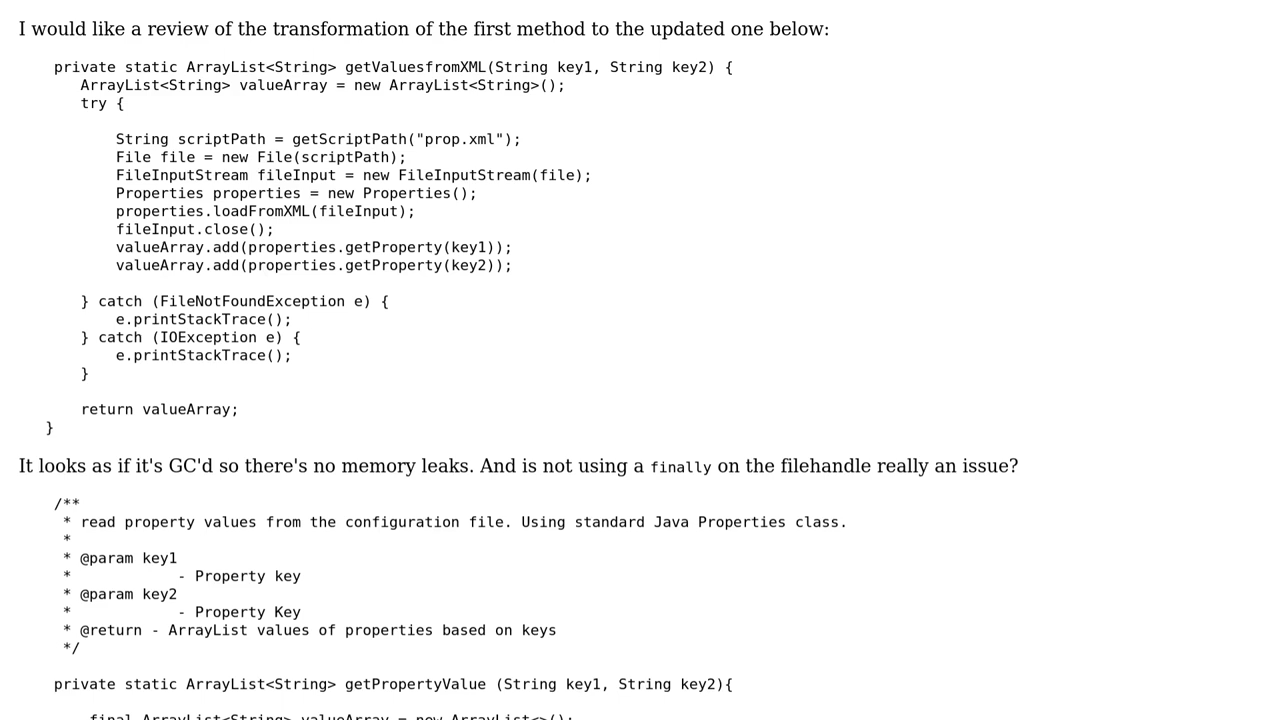 I would like a review of the transformation of the first method to the updated one below:
private static ArrayList<String> getValuesfromXML(String key1, String key2) {
ArrayList<String> valueArray = new ArrayList<String>();
try {
String scriptPath = getScriptPath("prop.xml");
File file = new File(scriptPath);
FileInputStream fileInput = new FileInputStream(file);
Properties properties = new Properties();
properties.loadFromXML(fileInput);
fileInput.close();
valueArray.add(properties.getProperty(key1));
valueArray.add(properties.getProperty(key2));
} catch (FileNotFoundException e) {
e.printStackTrace();
} catch (IOException e) {
e.printStackTrace();
}
return valueArray;
}
It looks as if it's GC'd so there's no memory leaks. And is not using a finally on the filehandle really an issue?
/**
* read property values from the configuration file. Using standard Java Properties class.
*
* @param key1
* - Property key
* @param key2
* - Property Key
* @return - ArrayList values of properties based on keys
*/
private static ArrayList<String> getPropertyValue (String key1, String key2){
final ArrayList<String> valueArray = new ArrayList<>();